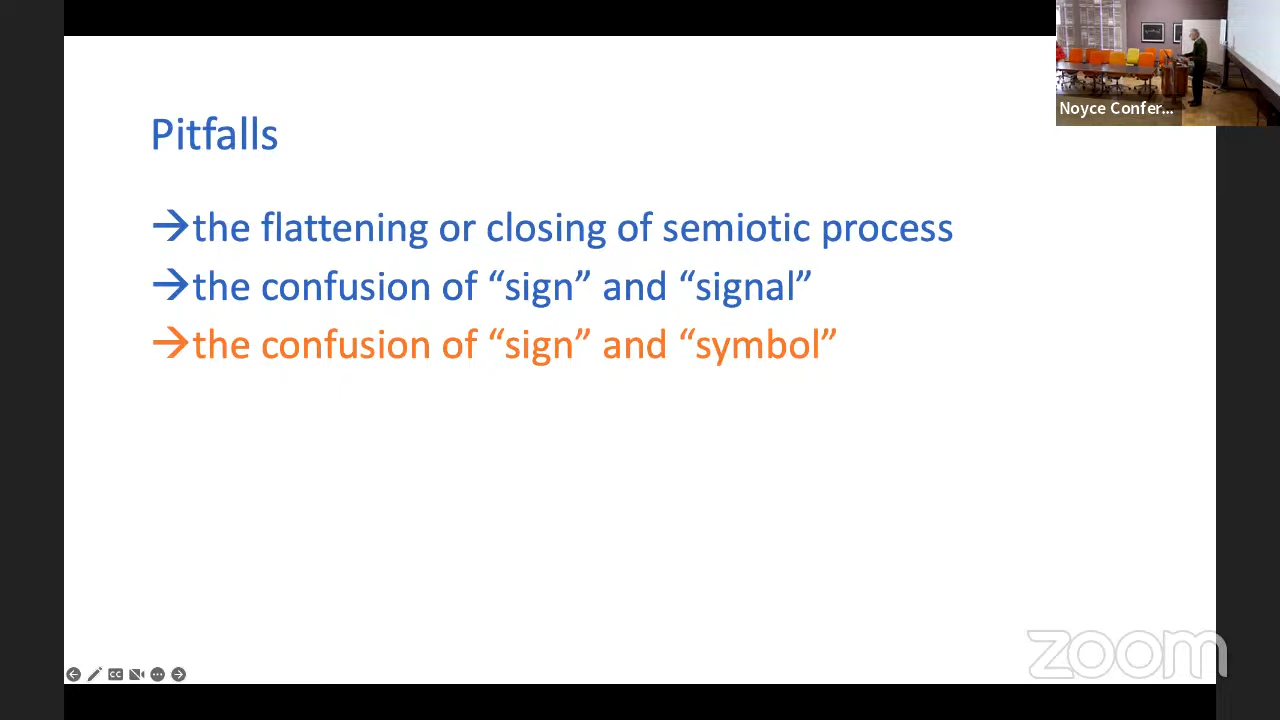 Noyce Confer...
Pitfalls
→the flattening or closing of semiotic process
→the confusion of “sign” and “signal”
→the confusion of “sign” and “symbol”
CC
zoom